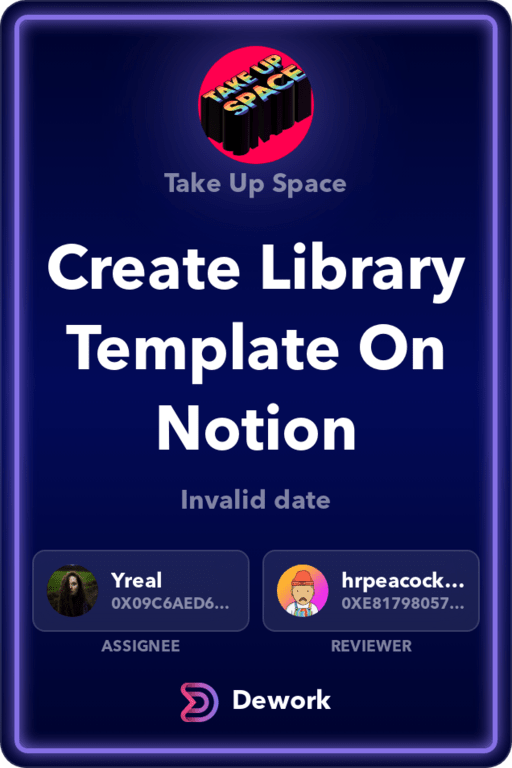 TAKE UP
SPACE
Take Up Space
Create Library
Template On
Notion
Invalid date
Yreal
0X09C6AED6...
hrpeacock...
0XE81798057...
ASSIGNEE
REVIEWER
Dework